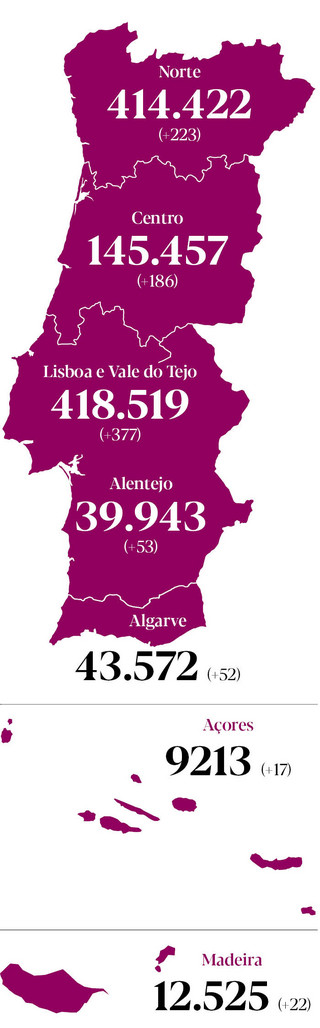 Norte
414.422
(+223)
Centro
145.457
(+186)
Lisboa e Vale do Tejo
418.519
(+377)
Alentejo
39.943
(+53)
Algarve
43.572 (+52)
Açores
9213 (+17)
Madeira
12.525 (+22)